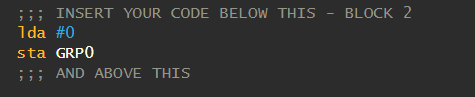 ;;; INSERT YOUR CODE BELOW THIS - BLOCK 2
lda #0
sta GRP0
;;; AND ABOVE THIS